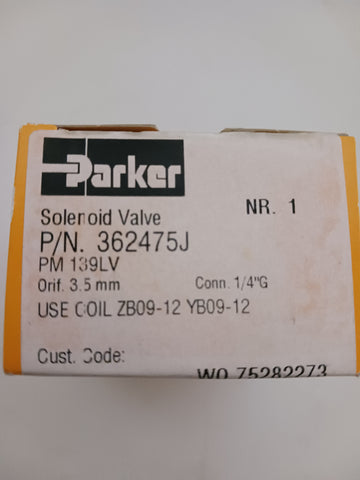 Parker
Solenoid Valve
NR. 1
P/N. 362475J
PM 139LV
Orif. 3.5 mm Conn. 1/4"G
USE COIL ZB09-12 YB09-12
Cust. Code:
WO 75282273